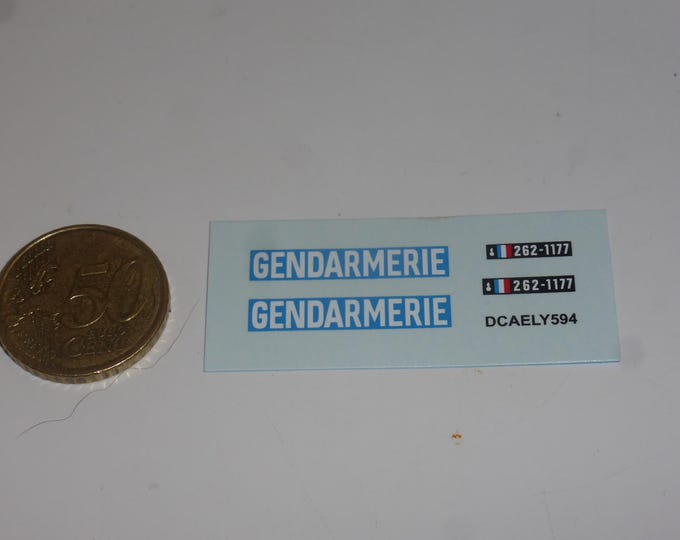 50
CENT
GENDARMERIE
GENDARMERIE
262-1177
262-1177
DCAELY594